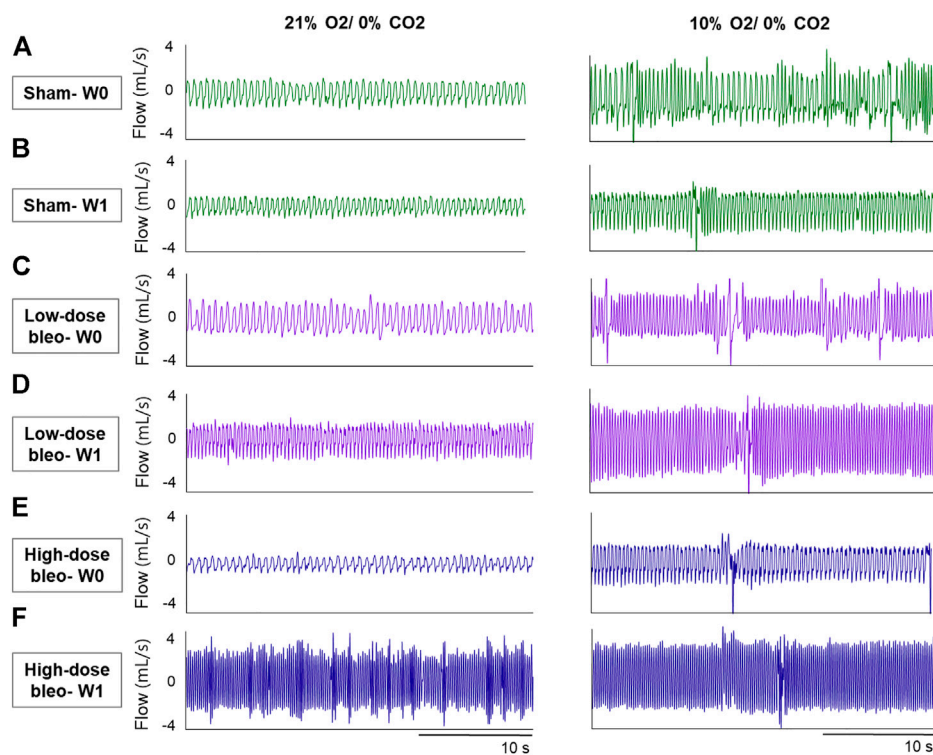 21% O2/ 0% CO2
10% O2/ 0% CO2
A
Sham- W0
Flow (mL/s)
4
0
-4
B
Sham- W1
Flow (mL/s)
4
0
-4
C
Low-dose
bleo- W0
Flow (mL/s)
4
0
-4
D
Low-dose
bleo- W1
Flow (mL/s)
4
0
-4
E
High-dose
bleo- W0
Flow (mL/s)
4
0
-4
F
High-dose
bleo- W1
Flow (mL/s)
4
0
-4
10 s
10 s